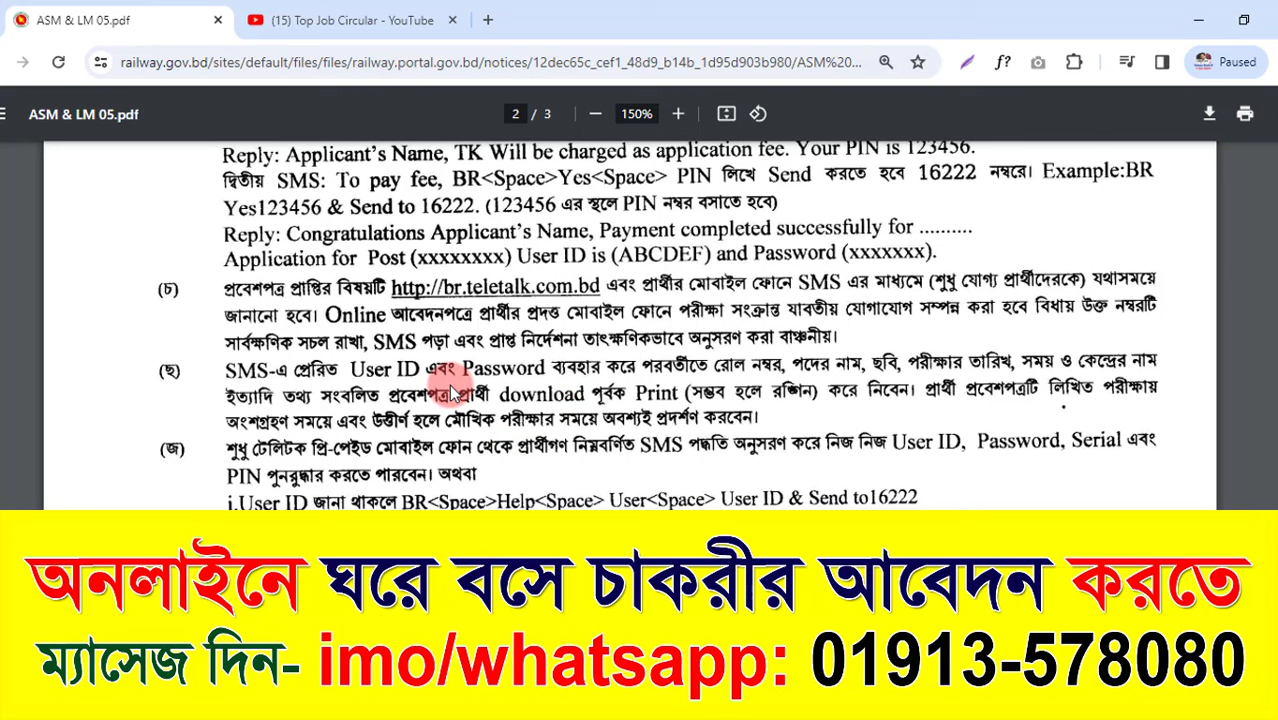 ASM & LM 05.pdf
(15) Top Job Circular - YouTube
railway.gov.bd/sites/default/files/files/railway.portal.gov.bd/notices/12dec65c_cef1_48d9_b14b_1d95d903b980/ASM%20...
Paused
ASM & LM 05.pdf
2 / 3
150%
Reply: Applicant's Name, TK Will be charged as application fee. Your PIN is 123456.
দ্বিতীয় SMS: To pay fee, BR<Space>Yes<Space> PIN লিখে Send করতে হবে 16222 নম্বরে। Example:BR
Yes123456 & Send to 16222. (123456 এর স্থলে PIN নম্বর বসাতে হবে)
Reply: Congratulations Applicant's Name, Payment completed successfully for ..........
Application for Post (xxxxxxxx) User ID is (ABCDEF) and Password (xxxxxxx).
(চ) প্রবেশপত্র প্রাপ্তির বিষয়টি http://br.teletalk.com.bd এবং প্রার্থীর মোবাইল ফোনে SMS এর মাধ্যমে (শুধু যোগ্য প্রার্থীদেরকে) যথাসময়ে
জানানো হবে। Online আবেদনপত্রে প্রার্থীর প্রদত্ত মোবাইল ফোনে পরীক্ষা সংক্রান্ত যাবতীয় যোগাযোগ সম্পন্ন করা হবে বিধায় উক্ত নম্বরটি
সার্বক্ষণিক সচল রাখা, SMS পড়া এবং প্রাপ্ত নির্দেশনা তাৎক্ষণিকভাবে অনুসরণ করা বাঞ্চনীয়।
(ছ) SMS-এ প্রেরিত User ID এবং Password ব্যবহার করে পরবর্তীতে রোল নম্বর, পদের নাম, ছবি, পরীক্ষার তারিখ, সময় ও কেন্দ্রের নাম
ইত্যাদি তথ্য সংবলিত প্রবেশপত্র প্রার্থী download পূর্বক Print (সম্ভব হলে রঙ্গিন) করে নিবেন। প্রার্থী প্রবেশপত্রটি লিখিত পরীক্ষায়
অংশগ্রহণ সময়ে এবং উত্তীর্ণ হলে মৌখিক পরীক্ষার সময়ে অবশ্যই প্রদর্শণ করবেন।
(জ) শুধু টেলিটক প্রি-পেইড মোবাইল ফোন থেকে প্রার্থীগণ নিম্নবর্ণিত SMS পদ্ধতি অনুসরণ করে নিজ নিজ User ID, Password, Serial এবং
PIN পুনরুদ্ধার করতে পারবেন। অথবা
i.User ID জানা থাকলে BR<Space>Help<Space> User<Space> User ID & Send to16222
অনলাইনে ঘরে বসে চাকরীর আবেদন করতে
ম্যাসেজ দিন- imo/whatsapp: 01913-578080